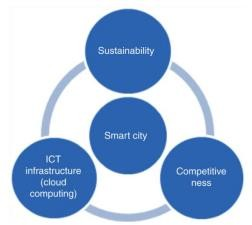 Sustainability
Smart city
ICT
infrastructure
(cloud
computing)
Competitive
ness